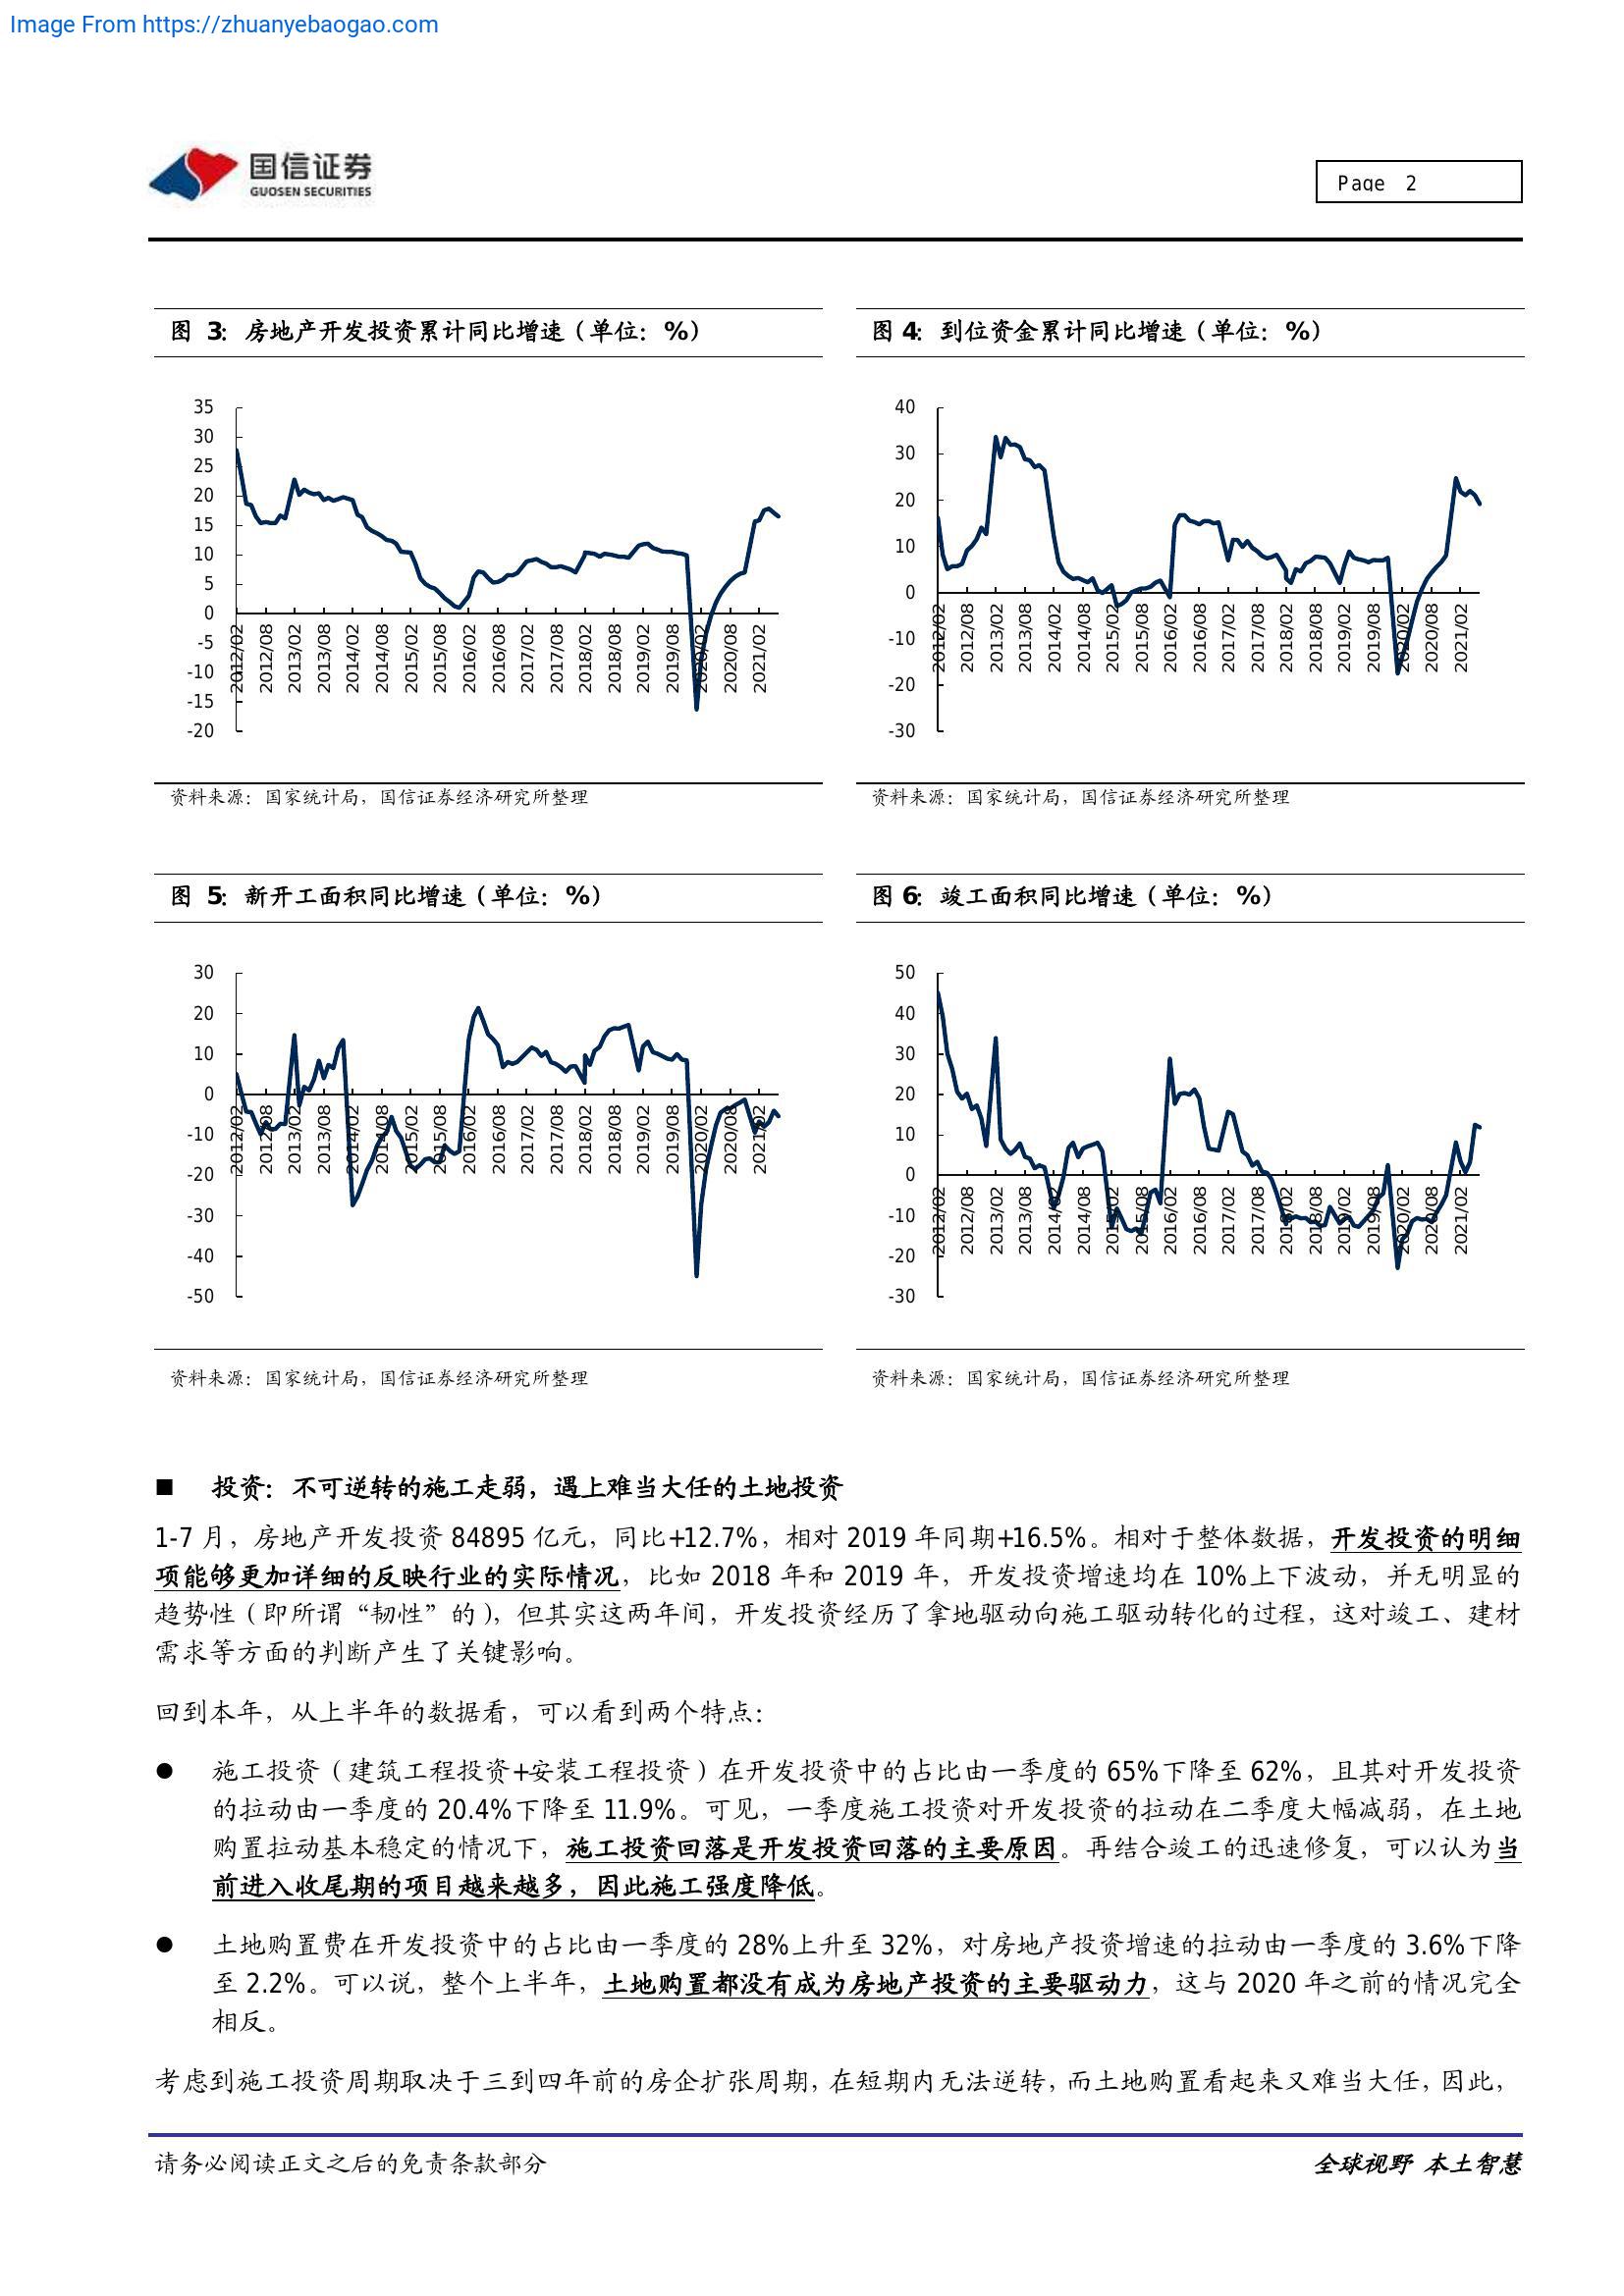 Image From https://zhuanyebaogao.com
国信证券
GUOSEN SECURITIES
Page 2
图 3：房地产开发投资累计同比增速（单位：%）
35
30
25
20
15
10
5
0
-5
-10
-15
-20
2012/02 2012/08 2013/02 2013/08 2014/02 2014/08 2015/02 2015/08 2016/02 2016/08 2017/02 2017/08 2018/02 2018/08 2019/02 2019/08 2020/02 2020/08 2021/02
资料来源：国家统计局，国信证券经济研究所整理
图 4：到位资金累计同比增速（单位：%）
40
30
20
10
0
-10
-20
-30
2012/02 2012/08 2013/02 2013/08 2014/02 2014/08 2015/02 2015/08 2016/02 2016/08 2017/02 2017/08 2018/02 2018/08 2019/02 2019/08 2020/02 2020/08 2021/02
资料来源：国家统计局，国信证券经济研究所整理
图 5：新开工面积同比增速（单位：%）
30
20
10
0
-10
-20
-30
-40
-50
2012/02 2012/08 2013/02 2013/08 2014/02 2014/08 2015/02 2015/08 2016/02 2016/08 2017/02 2017/08 2018/02 2018/08 2019/02 2019/08 2020/02 2020/08 2021/02
资料来源：国家统计局，国信证券经济研究所整理
图 6：竣工面积同比增速（单位：%）
50
40
30
20
10
0
-10
-20
-30
2012/02 2012/08 2013/02 2013/08 2014/02 2014/08 2015/02 2015/08 2016/02 2016/08 2017/02 2017/08 2018/02 2018/08 2019/02 2019/08 2020/02 2020/08 2021/02
资料来源：国家统计局，国信证券经济研究所整理
■ 投资：不可逆转的施工走弱，遇上难当大任的土地投资
1-7 月，房地产开发投资 84895 亿元，同比+12.7%，相对 2019 年同期+16.5%。相对于整体数据，开发投资的明细
项能够更加详细的反映行业的实际情况，比如 2018 年和 2019 年，开发投资增速均在 10%上下波动，并无明显的
趋势性（即所谓“韧性”的），但其实这两年间，开发投资经历了拿地驱动向施工驱动转化的过程，这对竣工、建材
需求等方面的判断产生了关键影响。
回到本年，从上半年的数据看，可以看到两个特点：
● 施工投资（建筑工程投资+安装工程投资）在开发投资中的占比由一季度的 65%下降至 62%，且其对开发投资
的拉动由一季度的 20.4%下降至 11.9%。可见，一季度施工投资对开发投资的拉动在二季度大幅减弱，在土地
购置拉动基本稳定的情况下，施工投资回落是开发投资回落的主要原因。再结合竣工的迅速修复，可以认为当
前进入收尾期的项目越来越多，因此施工强度降低。
● 土地购置费在开发投资中的占比由一季度的 28%上升至 32%，对房地产投资增速的拉动由一季度的 3.6%下降
至 2.2%。可以说，整个上半年，土地购置都没有成为房地产投资的主要驱动力，这与 2020 年之前的情况完全
相反。
考虑到施工投资周期取决于三到四年前的房企扩张周期，在短期内无法逆转，而土地购置看起来又难当大任，因此，
请务必阅读正文之后的免责条款部分
全球视野 本土智慧